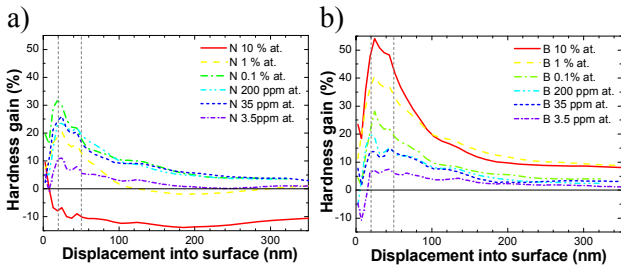 a)
Hardness gain (%)
50
40
30
20
10
0
-10
N 10 % at.
N 1 % at.
N 0.1 % at.
N 200 ppm at.
N 35 ppm at.
N 3.5ppm at.
0 100 200 300
Displacement into surface (nm)
b)
Hardness gain (%)
50
40
30
20
10
0
10
B 10 % at.
B 1 % at.
B 0.1% at.
B 200 ppm at.
B 35 ppm at.
B 3.5 ppm at.
0 100 200 300
Displacement into surface (nm)